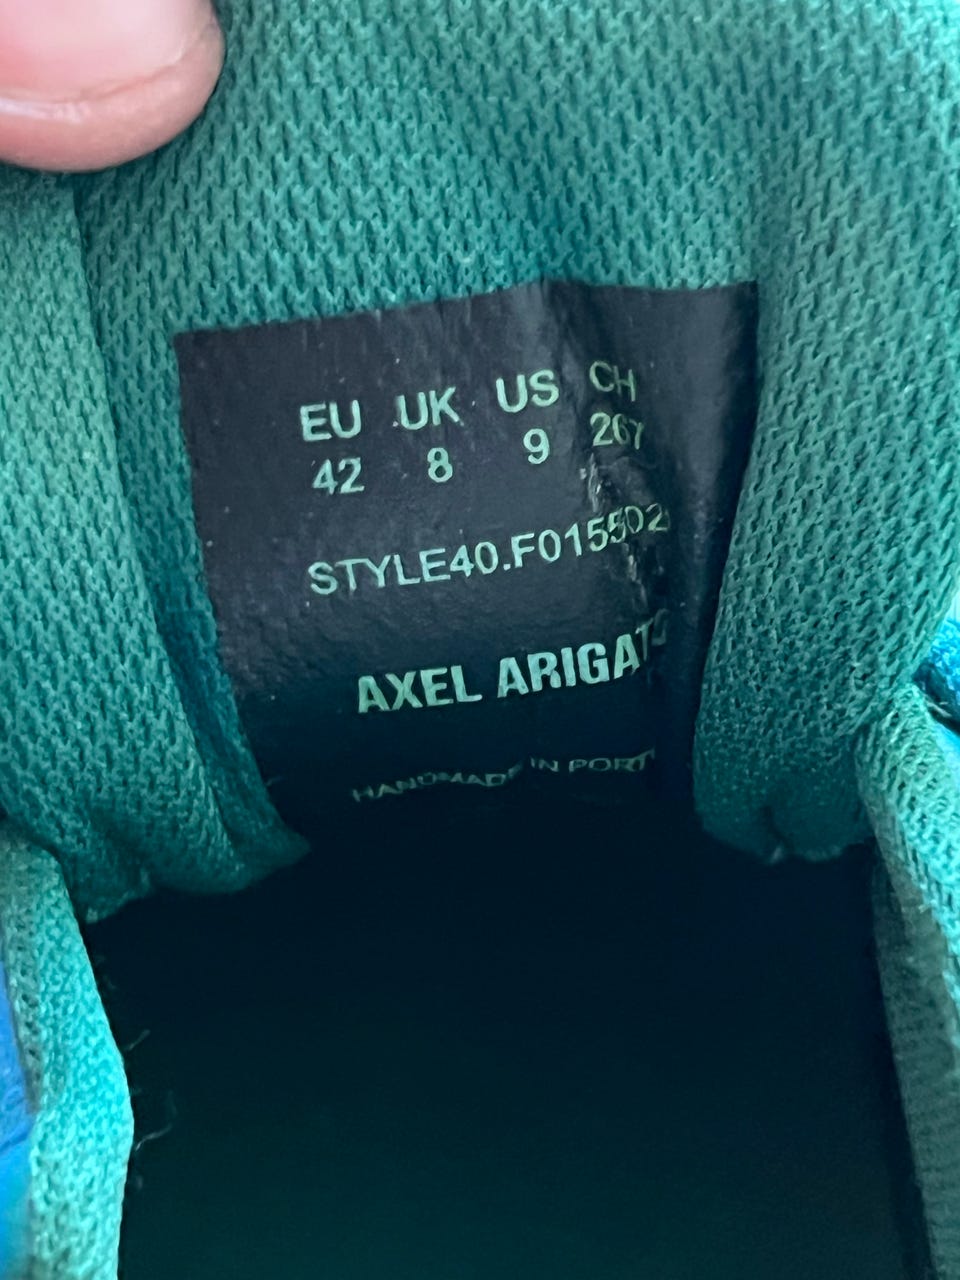 EU UK US CH
42 8 9 267
STYLE40.F015502
AXEL ARIGATO
HANDMADE IN PORT